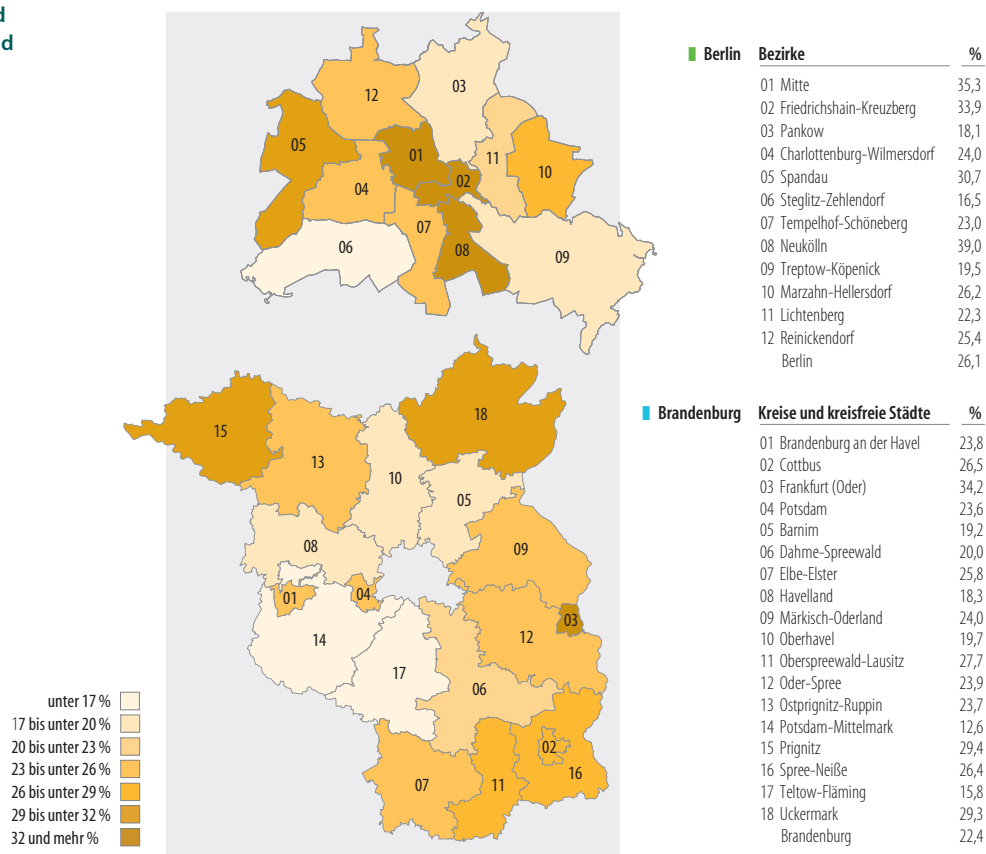 d
d
Berlin Bezirke %
01 Mitte 35,3
02 Friedrichshain-Kreuzberg 33,9
03 Pankow 18,1
04 Charlottenburg-Wilmersdorf 24,0
05 Spandau 30,7
06 Steglitz-Zehlendorf 16,5
07 Tempelhof-Schöneberg 23,0
08 Neukölln 39,0
09 Treptow-Köpenick 19,5
10 Marzahn-Hellersdorf 26,2
11 Lichtenberg 22,3
12 Reinickendorf 25,4
Berlin 26,1
03
12
05
01
11
02
10
04
07
06
08
09
Brandenburg Kreise und kreisfreie Städte %
01 Brandenburg an der Havel 23,8
02 Cottbus 26,5
03 Frankfurt (Oder) 34,2
04 Potsdam 23,6
05 Barnim 19,2
06 Dahme-Spreewald 20,0
07 Elbe-Elster 25,8
08 Havelland 18,3
09 Märkisch-Oderland 24,0
10 Oberhavel 19,7
11 Oberspreewald-Lausitz 27,7
12 Oder-Spree 23,9
13 Ostprignitz-Ruppin 23,7
14 Potsdam-Mittelmark 12,6
15 Prignitz 29,4
16 Spree-Neiße 26,4
17 Teltow-Fläming 15,8
18 Uckermark 29,3
Brandenburg 22,4
18
15
13
10
05
08
09
01
04
03
14
12
17
06
02
16
07
11
unter 17 %
17 bis unter 20 %
20 bis unter 23 %
23 bis unter 26 %
26 bis unter 29 %
29 bis unter 32 %
32 und mehr %